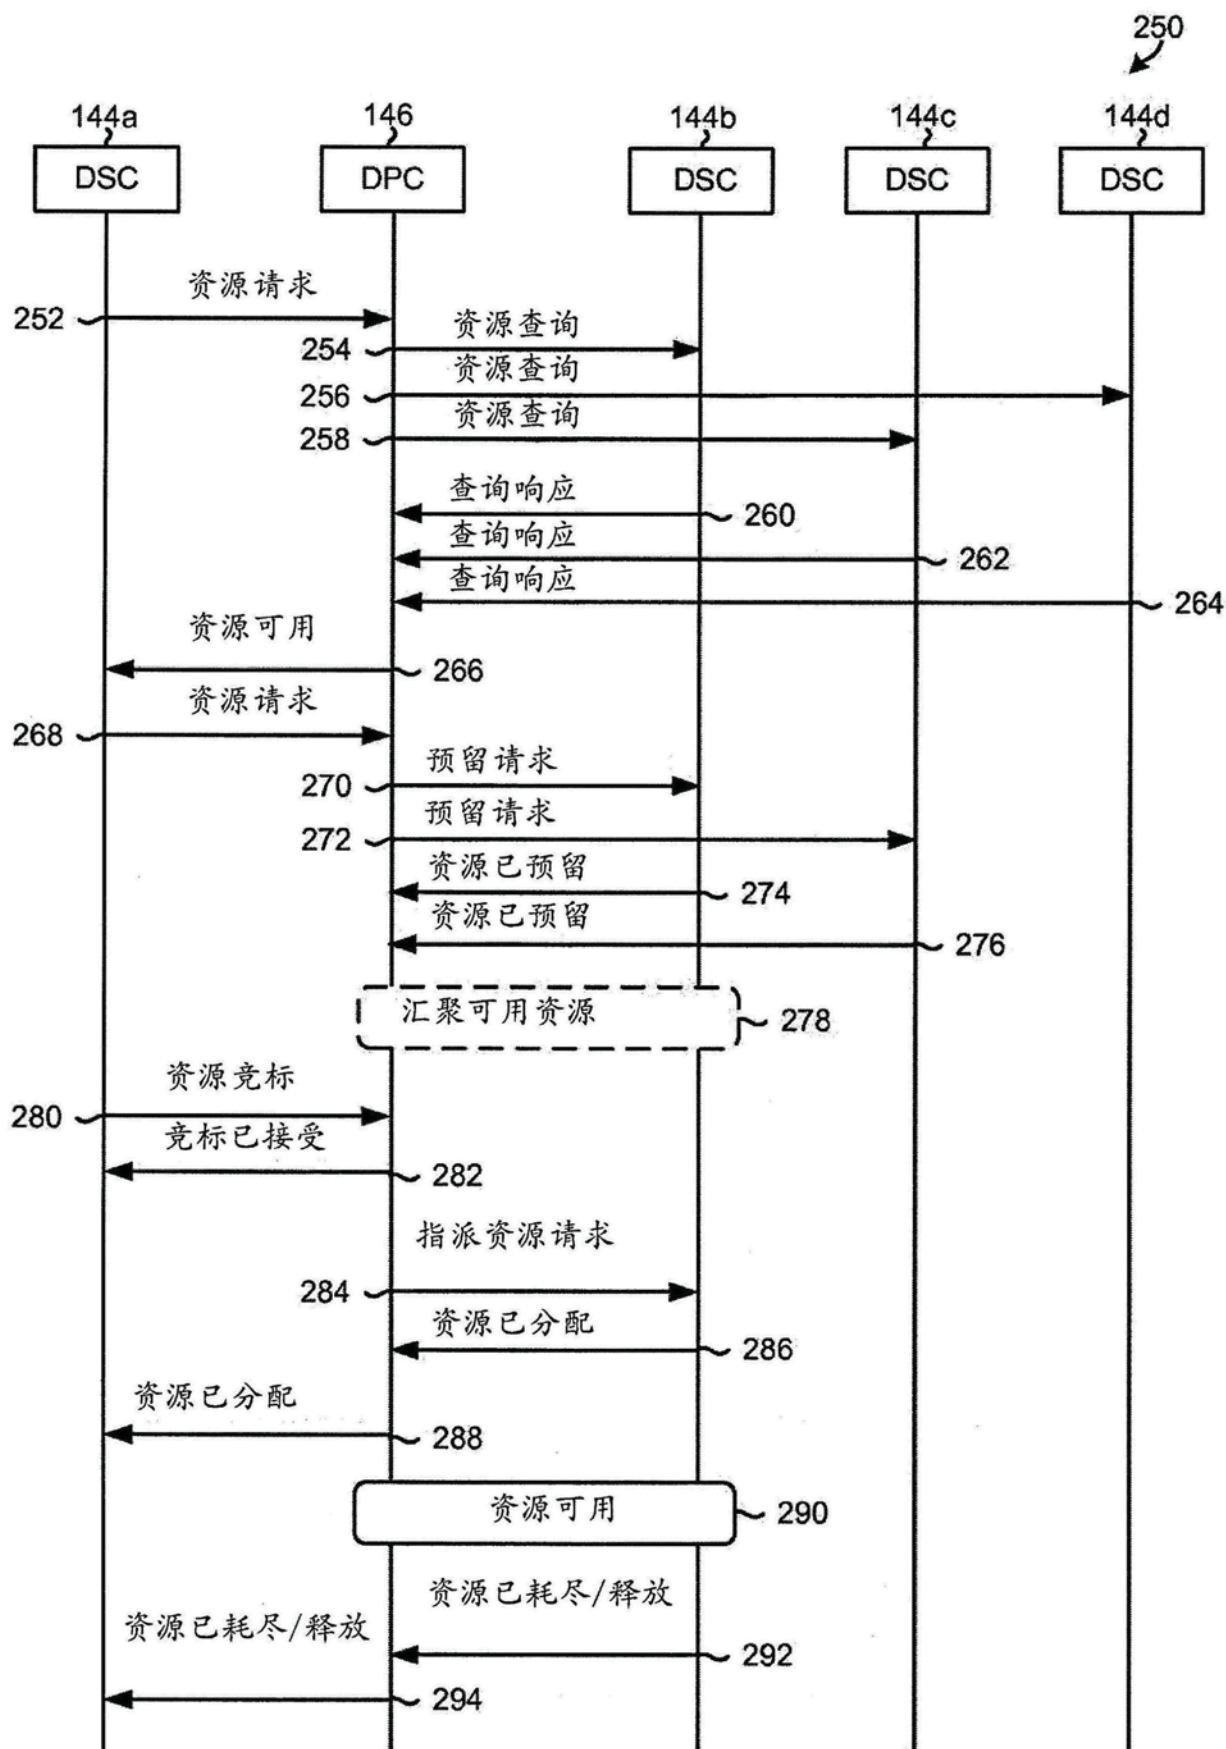 250
144a 146 144b 144c 144d
DSC DPC DSC DSC DSC
资源请求
252
资源查询
254
资源查询
256
资源查询
258
查询响应
260
查询响应
262
查询响应
264
资源可用
266
资源请求
268
预留请求
270
预留请求
272
资源已预留
274
资源已预留
276
汇聚可用资源 278
资源竞标
280
竞标已接受
282
指派资源请求
284
资源已分配
286
资源已分配
288
资源可用 290
资源已耗尽/释放
资源已耗尽/释放
292
294